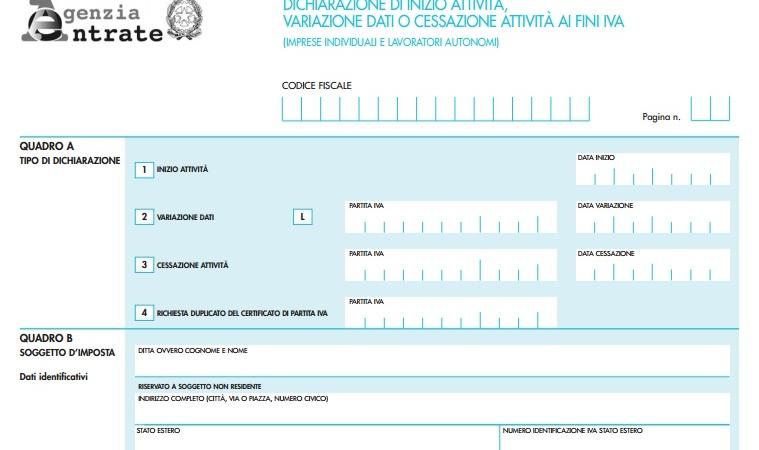 Agenzia
Entrate
DICHIARAZIONE DI INIZIO ATTIVITÀ,
VARIAZIONE DATI O CESSAZIONE ATTIVITÀ AI FINI IVA
(IMPRESE INDIVIDUALI E LAVORATORI AUTONOMI)
CODICE FISCALE
Pagina n.
QUADRO A
TIPO DI DICHIARAZIONE
1 INIZIO ATTIVITÀ
DATA INIZIO
2 VARIAZIONE DATI L
PARTITA IVA
DATA VARIAZIONE
3 CESSAZIONE ATTIVITÀ
PARTITA IVA
DATA CESSAZIONE
4 RICHIESTA DUPLICATO DEL CERTIFICATO DI PARTITA IVA
PARTITA IVA
QUADRO B
SOGGETTO D'IMPOSTA
Dati identificativi
DITTA OVVERO COGNOME E NOME
RISERVATO A SOGGETTO NON RESIDENTE
INDIRIZZO COMPLETO (CITTÀ, VIA O PIAZZA, NUMERO CIVICO)
STATO ESTERO
NUMERO IDENTIFICAZIONE IVA STATO ESTERO